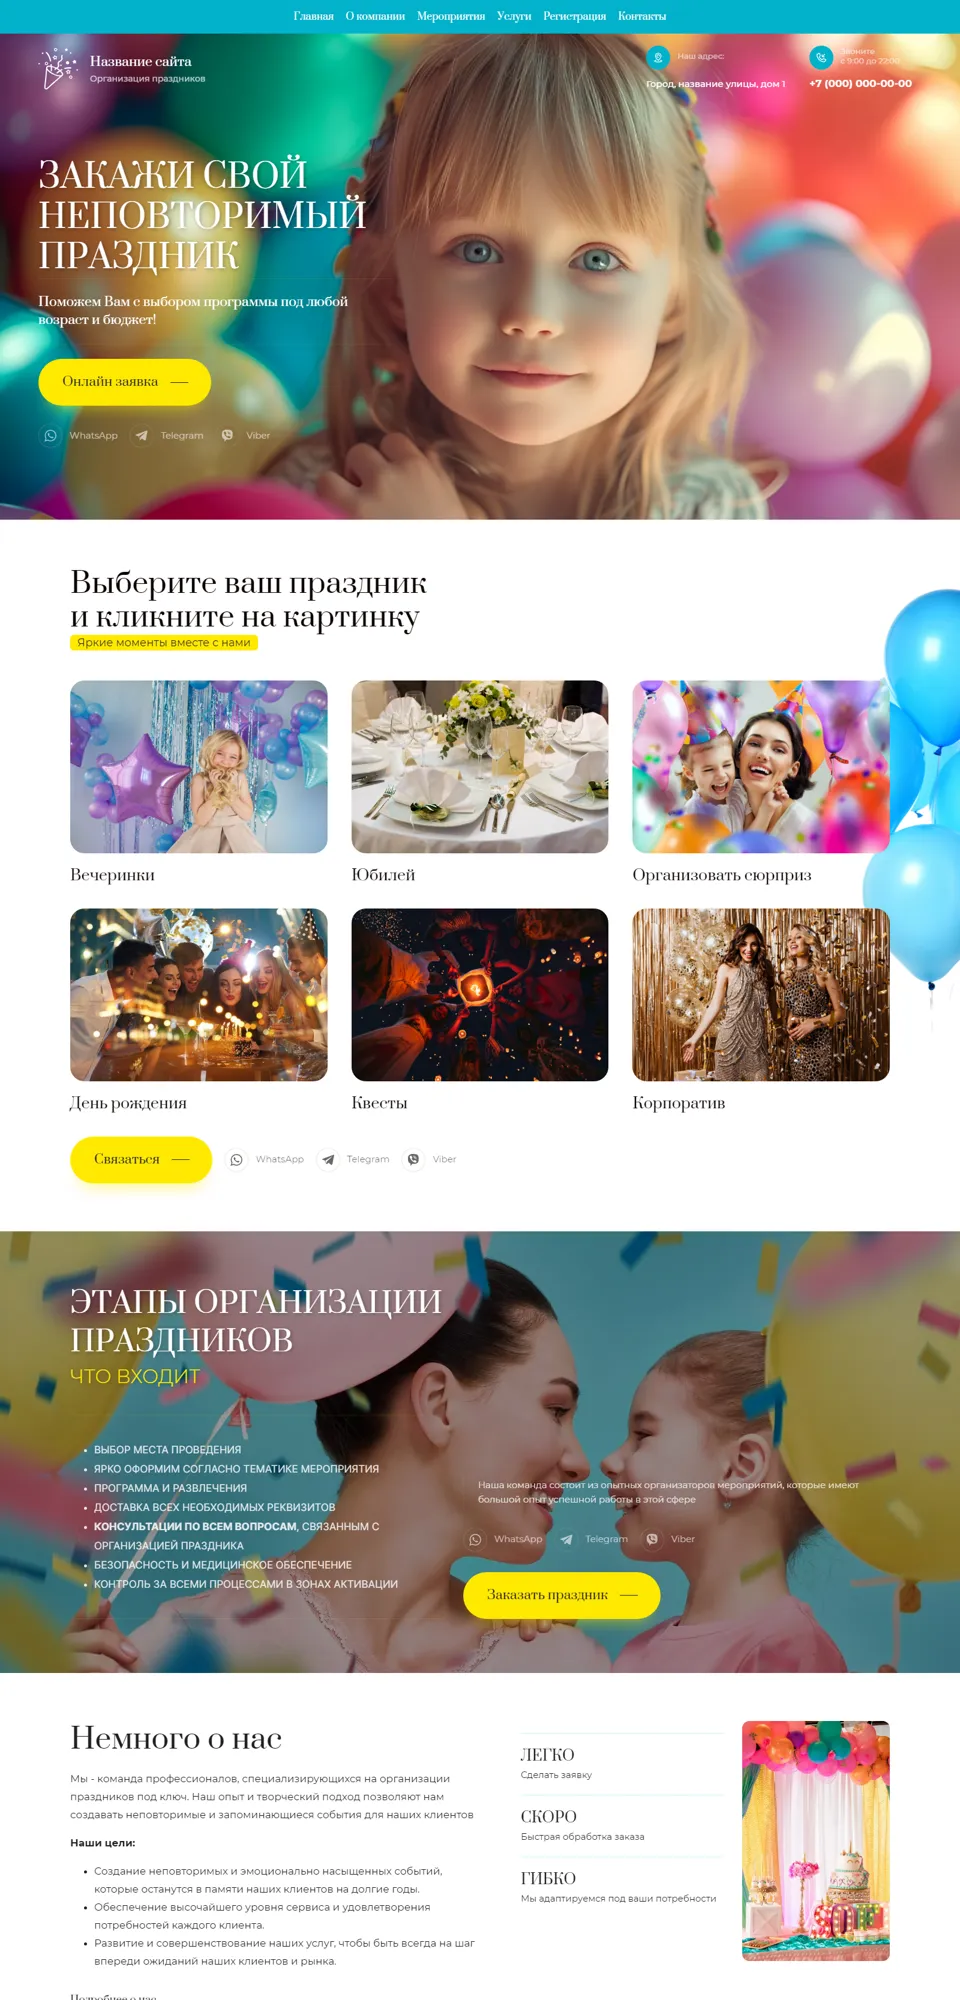 Главная О компании Мероприятия Услуги Регистрация Контакты
Название сайта
Организация праздников
Наш адрес:
Город, название улицы, дом 1
Звоните
с 9:00 до 22:00
+7 (000) 000-00-00
ЗАКАЖИ СВОЙ
НЕПОВТОРИМЫЙ
ПРАЗДНИК
Поможем Вам с выбором программы под любой
возраст и бюджет!
Онлайн заявка
WhatsApp Telegram Viber
Выберите ваш праздник
и кликните на картинку
Яркие моменты вместе с нами
Вечеринки
Юбилей
Организовать сюрприз
День рождения
Квесты
Корпоратив
Связаться
WhatsApp Telegram Viber
ЭТАПЫ ОРГАНИЗАЦИИ
ПРАЗДНИКОВ
ЧТО ВХОДИТ
ВЫБОР МЕСТА ПРОВЕДЕНИЯ
ЯРКО ОФОРМИМ СОГЛАСНО ТЕМАТИКЕ МЕРОПРИЯТИЯ
ПРОГРАММА И РАЗВЛЕЧЕНИЯ
ДОСТАВКА ВСЕХ НЕОБХОДИМЫХ РЕКВИЗИТОВ
КОНСУЛЬТАЦИИ ПО ВСЕМ ВОПРОСАМ, СВЯЗАННЫМ С
ОРГАНИЗАЦИЕЙ ПРАЗДНИКА
БЕЗОПАСНОСТЬ И МЕДИЦИНСКОЕ ОБЕСПЕЧЕНИЕ
КОНТРОЛЬ ЗА ВСЕМИ ПРОЦЕССАМИ В ЗОНАХ АКТИВАЦИИ
Наша команда состоит из опытных организаторов мероприятий, которые имеют
большой опыт успешной работы в этой сфере
WhatsApp Telegram Viber
Заказать праздник
Немного о нас
Мы - команда профессионалов, специализирующихся на организации
праздников под ключ. Наш опыт и творческий подход позволяют нам
создавать неповторимые и запоминающиеся события для наших клиентов
Наши цели:
Создание неповторимых и эмоционально насыщенных событий,
которые останутся в памяти наших клиентов на долгие годы.
Обеспечение высочайшего уровня сервиса и удовлетворения
потребностей каждого клиента.
Развитие и совершенствование наших услуг, чтобы быть всегда на шаг
впереди ожиданий наших клиентов и рынка.
Подробнее о нас
ЛЕГКО
Сделать заявку
СКОРО
Быстрая обработка заказа
ГИБКО
Мы адаптируемся под ваши потребности